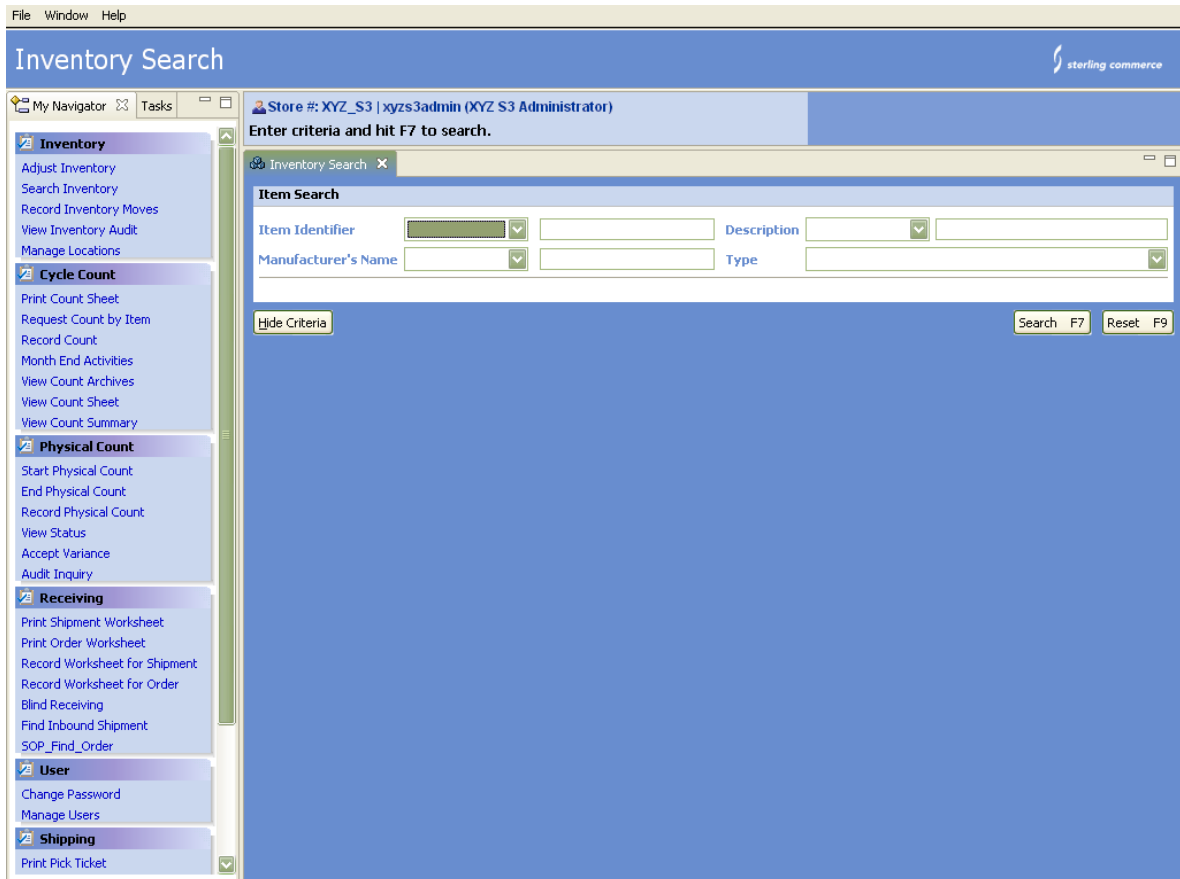 File Window Help
Inventory Search
sterling commerce
My Navigator Tasks
Store #: XYZ_S3 | xyzs3admin (XYZ S3 Administrator)
Enter criteria and hit F7 to search.
Inventory
Adjust Inventory
Search Inventory
Record Inventory Moves
View Inventory Audit
Manage Locations
Cycle Count
Print Count Sheet
Request Count by Item
Record Count
Month End Activities
View Count Archives
View Count Sheet
View Count Summary
Physical Count
Start Physical Count
End Physical Count
Record Physical Count
View Status
Accept Variance
Audit Inquiry
Receiving
Print Shipment Worksheet
Print Order Worksheet
Record Worksheet for Shipment
Record Worksheet for Order
Blind Receiving
Find Inbound Shipment
SOP_Find_Order
User
Change Password
Manage Users
Shipping
Print Pick Ticket
Inventory Search
Item Search
Item Identifier Description
Manufacturer's Name Type
Hide Criteria Search F7 Reset F9